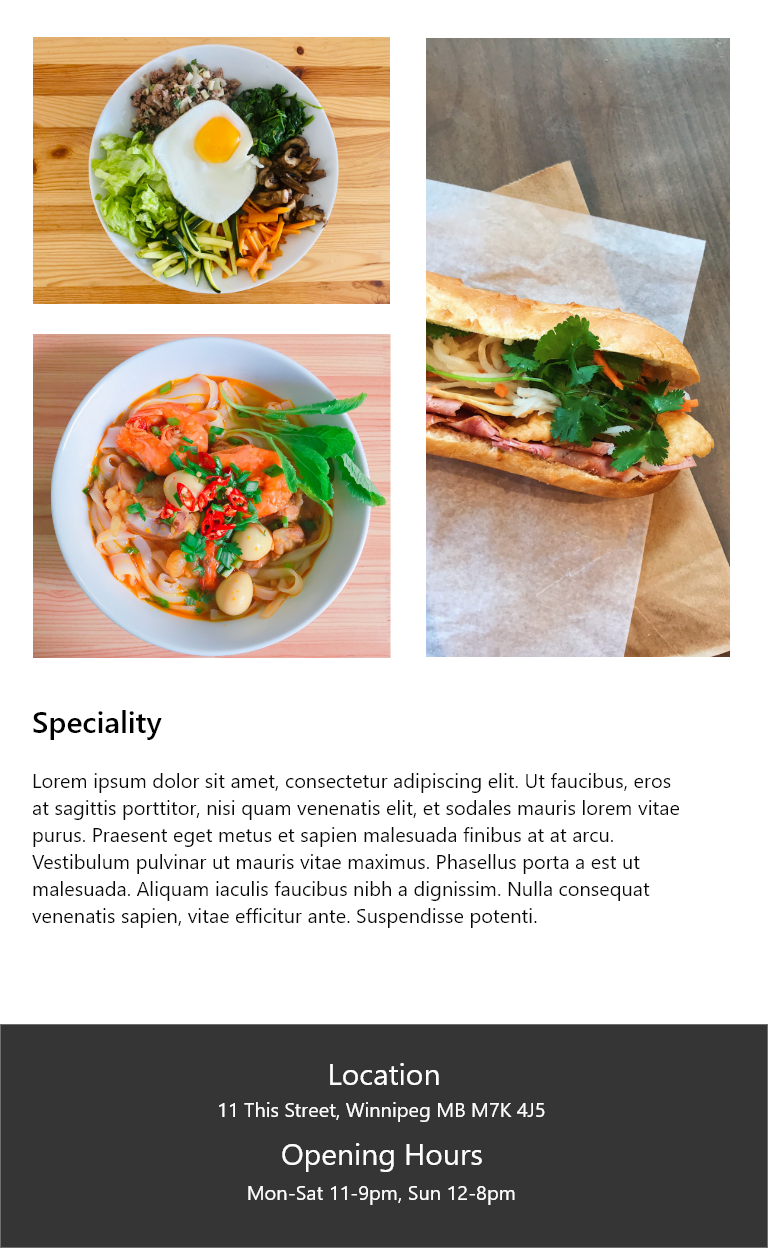 Speciality
Lorem ipsum dolor sit amet, consectetur adipiscing elit. Ut faucibus, eros
at sagittis porttitor, nisi quam venenatis elit, et sodales mauris lorem vitae
purus. Praesent eget metus et sapien malesuada finibus at at arcu.
Vestibulum pulvinar ut mauris vitae maximus. Phasellus porta a est ut
malesuada. Aliquam iaculis faucibus nibh a dignissim. Nulla consequat
venenatis sapien, vitae efficitur ante. Suspendisse potenti.
Location
11 This Street, Winnipeg MB M7K 4J5
Opening Hours
Mon-Sat 11-9pm, Sun 12-8pm